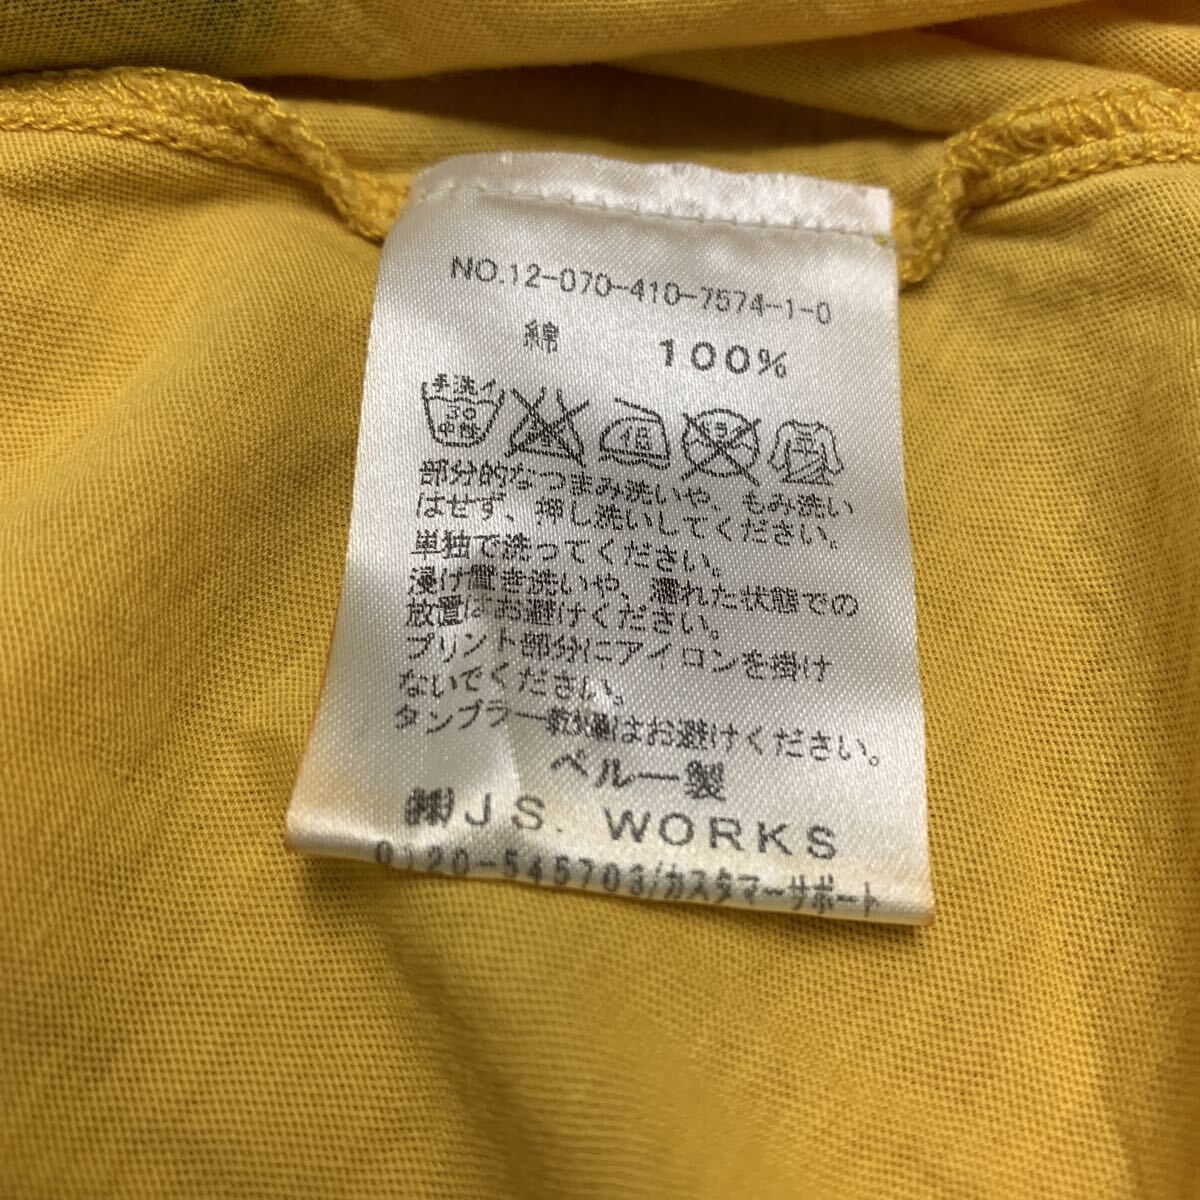 NO.12-070-410-7574-1-0
綿 100%
手洗イ
30
中性
部分的なつまみ洗いや、もみ洗い
はせず、押し洗いしてください。
単独で洗ってください。
浸け置き洗いや、濡れた状態での
放置はお避けください。
プリント部分にアイロンを掛け
ないでください。
タンブラー乾燥はお避けください。
ペルー製
㈱JS. WORKS
0120-545703/カスタマーサポート